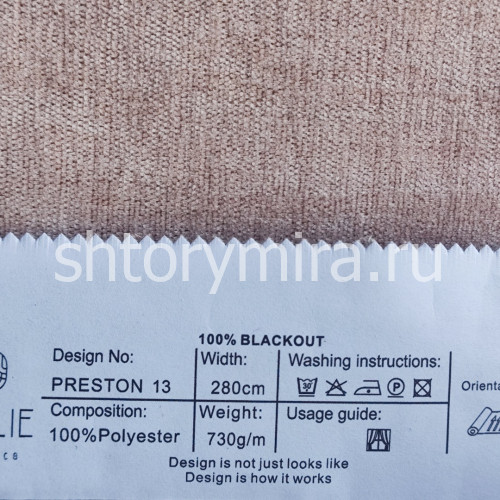 shtorymira.ru
100% BLACKOUT
Design No:
Width:
Washing instructions:
PRESTON 13
280cm
Composition:
Weight:
Usage guide:
100%Polyester
730g/m
Design is not just looks like
Design is how it works